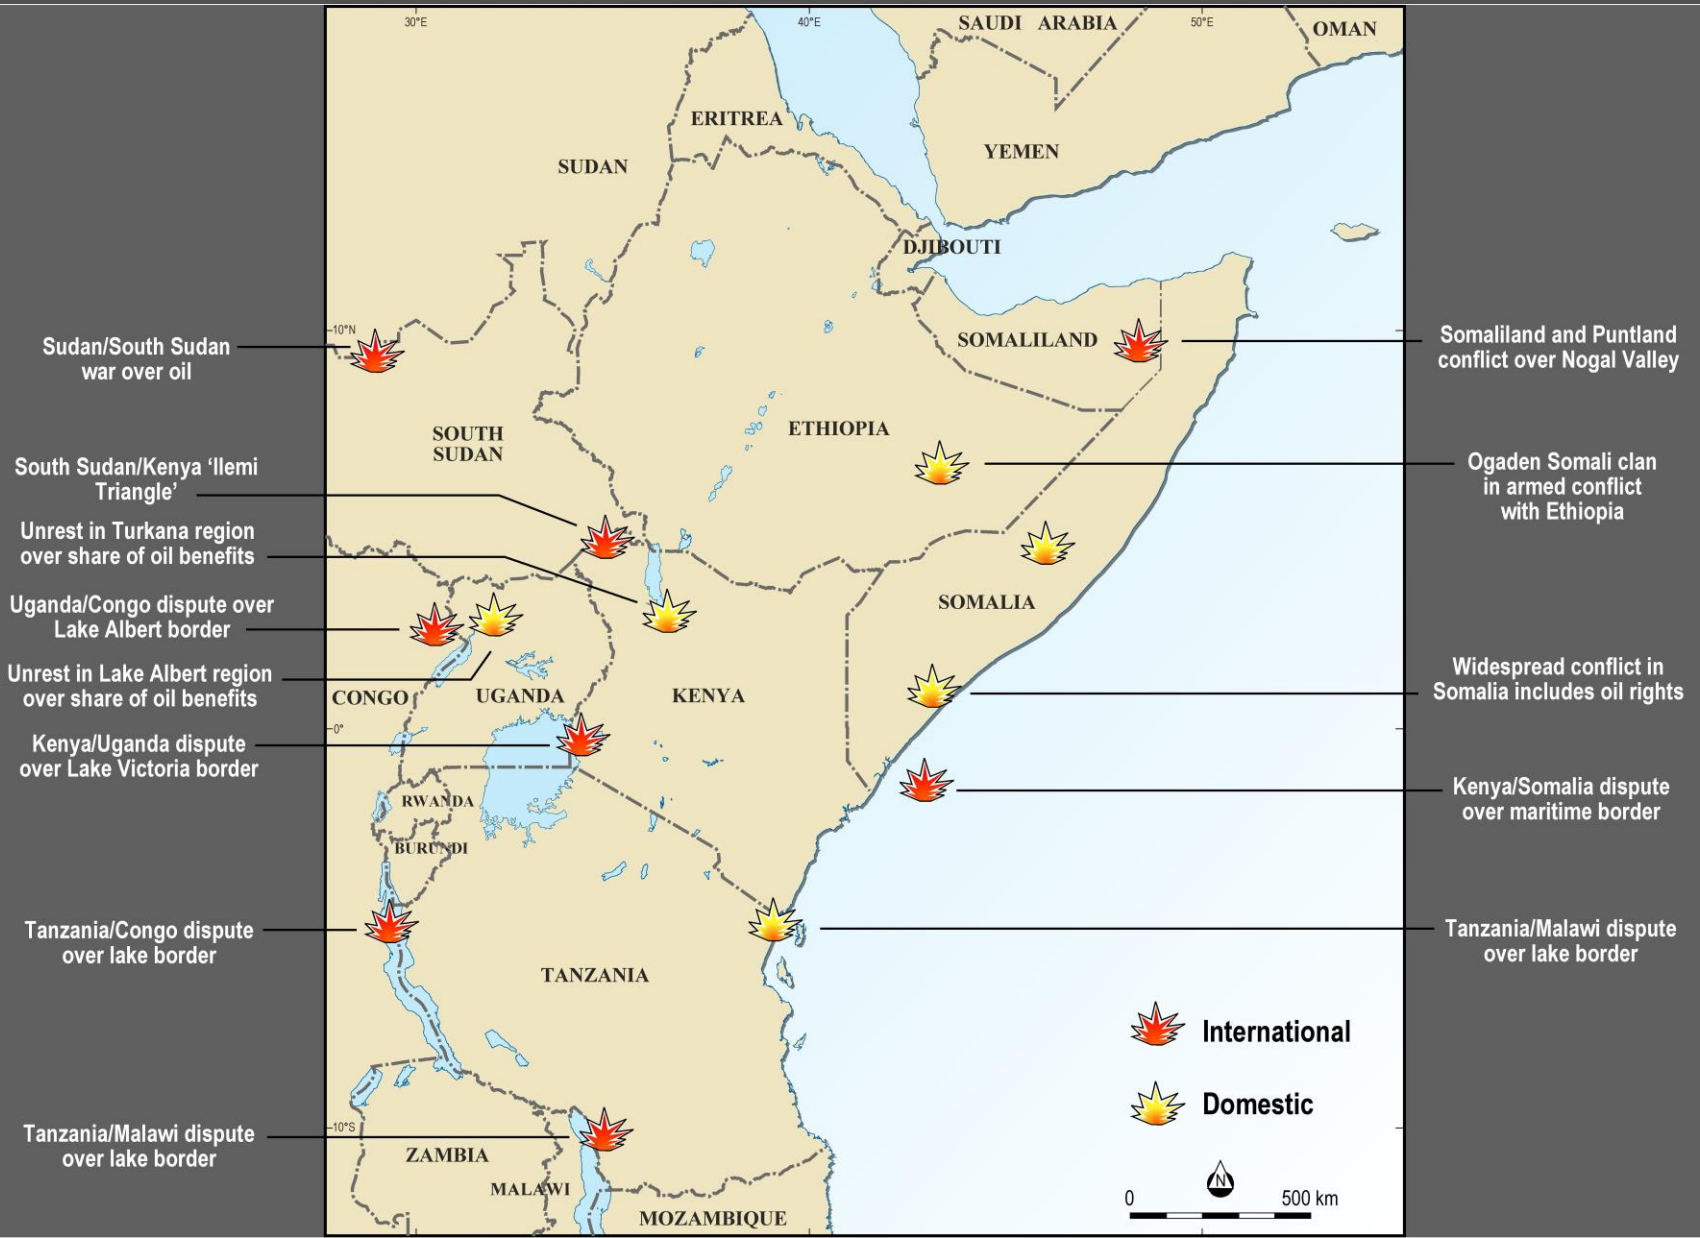 30°E
40°E
50°E
SAUDI ARABIA
OMAN
ERITREA
YEMEN
SUDAN
DJIBOUTI
10°N
SOMALILAND
Sudan/South Sudan
war over oil
Somaliland and Puntland
conflict over Nogal Valley
ETHIOPIA
SOUTH
SUDAN
South Sudan/Kenya ‘Ilemi
Triangle’
Ogaden Somali clan
in armed conflict
with Ethiopia
Unrest in Turkana region
over share of oil benefits
SOMALIA
Uganda/Congo dispute over
Lake Albert border
Unrest in Lake Albert region
over share of oil benefits
CONGO
UGANDA
KENYA
Widespread conflict in
Somalia includes oil rights
0°
Kenya/Uganda dispute
over Lake Victoria border
Kenya/Somalia dispute
over maritime border
RWANDA
BURUNDI
Tanzania/Congo dispute
over lake border
Tanzania/Malawi dispute
over lake border
TANZANIA
International
Domestic
10°S
Tanzania/Malawi dispute
over lake border
ZAMBIA
MALAWI
MOZAMBIQUE
N
0
500 km